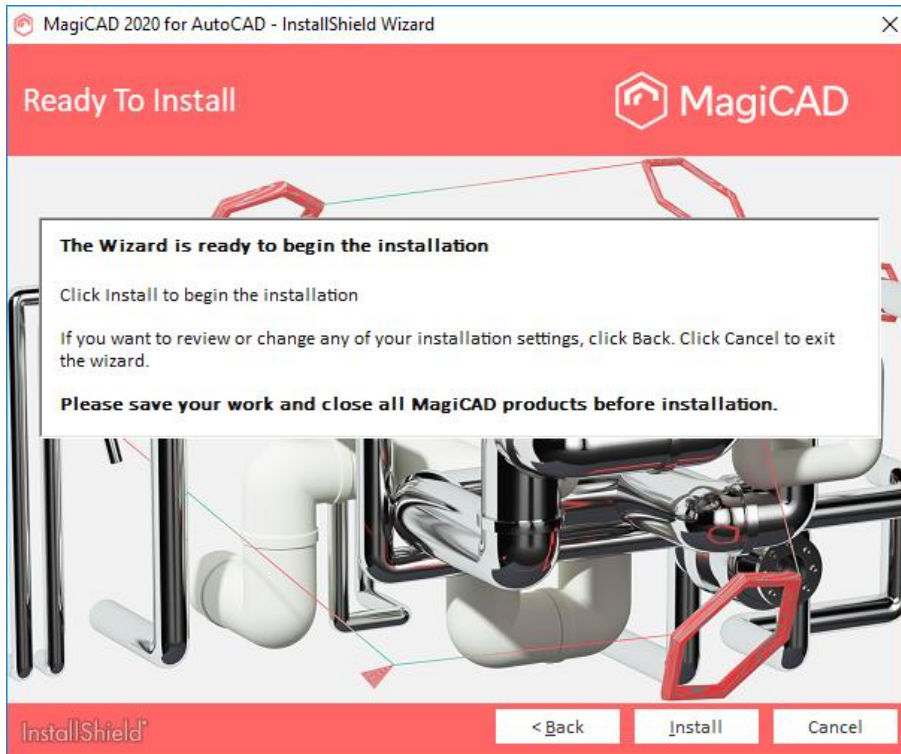 MagiCAD 2020 for AutoCAD - InstallShield Wizard
Ready To Install
MagiCAD
The Wizard is ready to begin the installation
Click Install to begin the installation
If you want to review or change any of your installation settings, click Back. Click Cancel to exit
the wizard.
Please save your work and close all MagiCAD products before installation.
InstallShield®
< Back
Install
Cancel